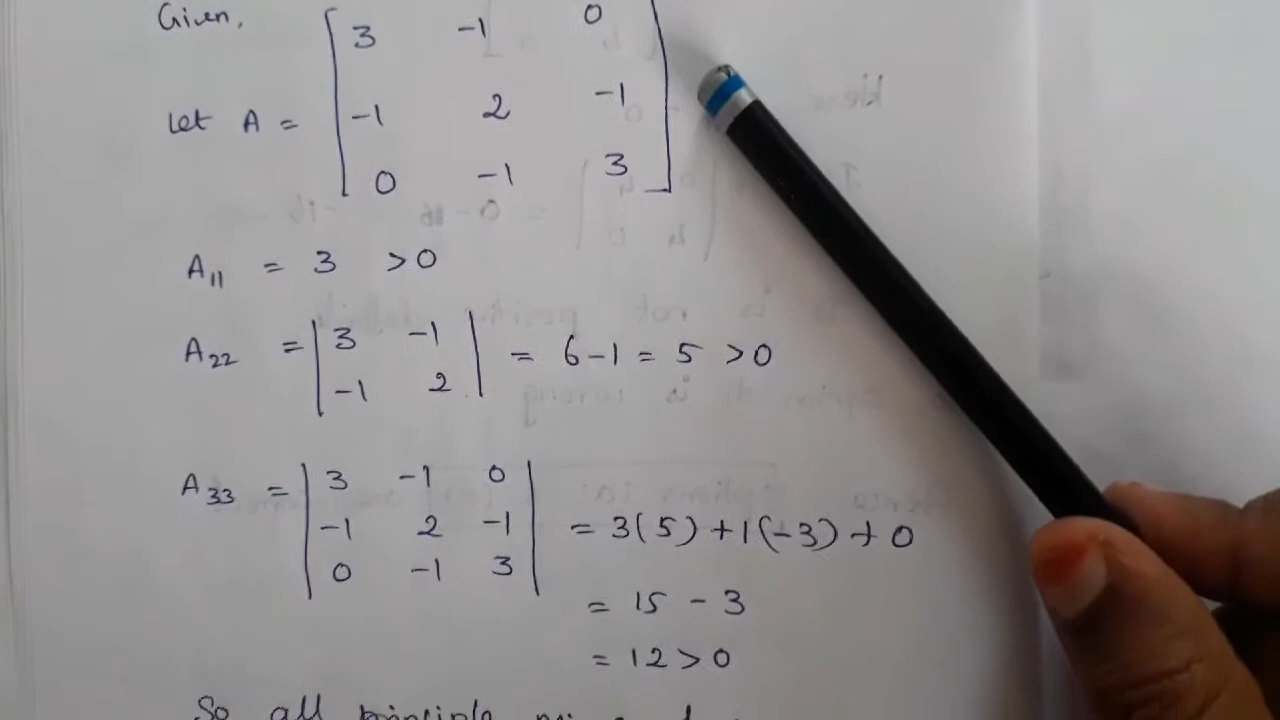 Given,
Let A = [ 3 -1 0
-1 2 -1
0 -1 3 ]
A11 = 3 >0
A22 = | 3 -1
-1 2 | = 6-1 = 5 >0
A33 = | 3 -1 0
-1 2 -1
0 -1 3 | = 3(5) +1(-3) + 0
= 15 - 3
= 12 > 0
So all principle